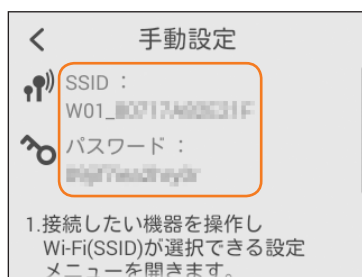 手動設定
SSID :
W01_
パスワード :
1.接続したい機器を操作し
Wi-Fi(SSID)が選択できる設定
メニューを開きます。